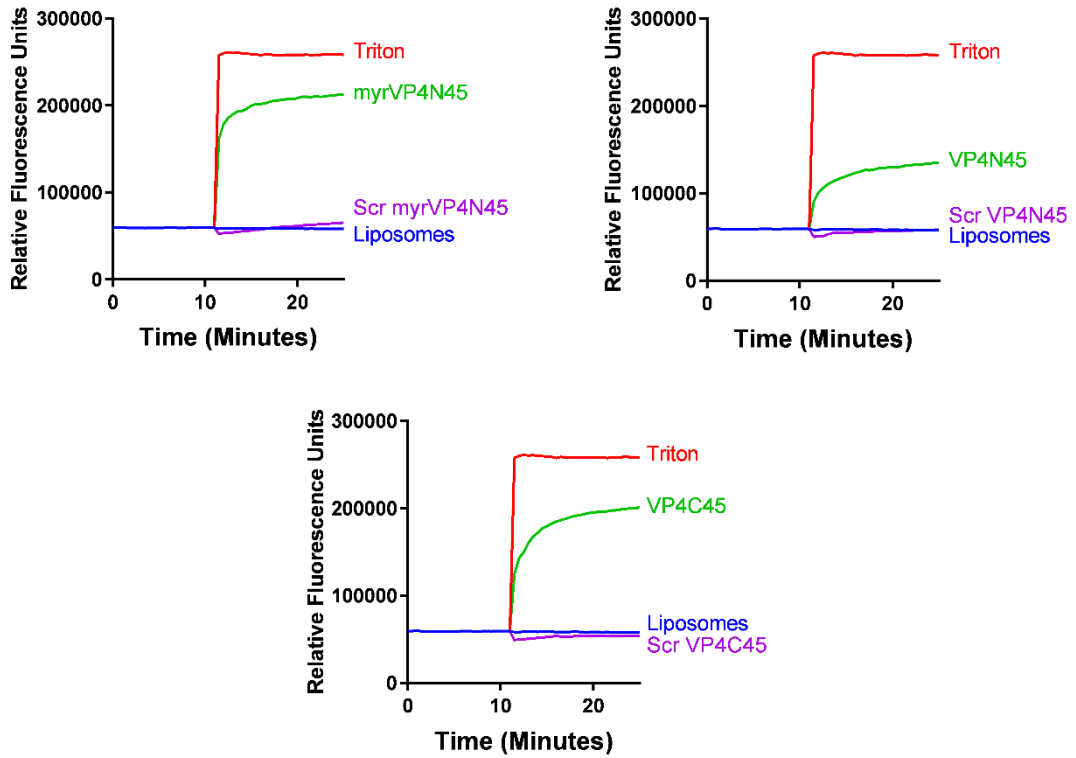 Relative Fluorescence Units
300000
200000
100000
0
0
10
20
Time (Minutes)
Triton
myrVP4N45
Scr myrVP4N45
Liposomes
Relative Fluorescence Units
300000
200000
100000
0
0
10
20
Time (Minutes)
Triton
VP4N45
Scr VP4N45
Liposomes
Relative Fluorescence Units
300000
200000
100000
0
0
10
20
Time (Minutes)
Triton
VP4C45
Liposomes
Scr VP4C45